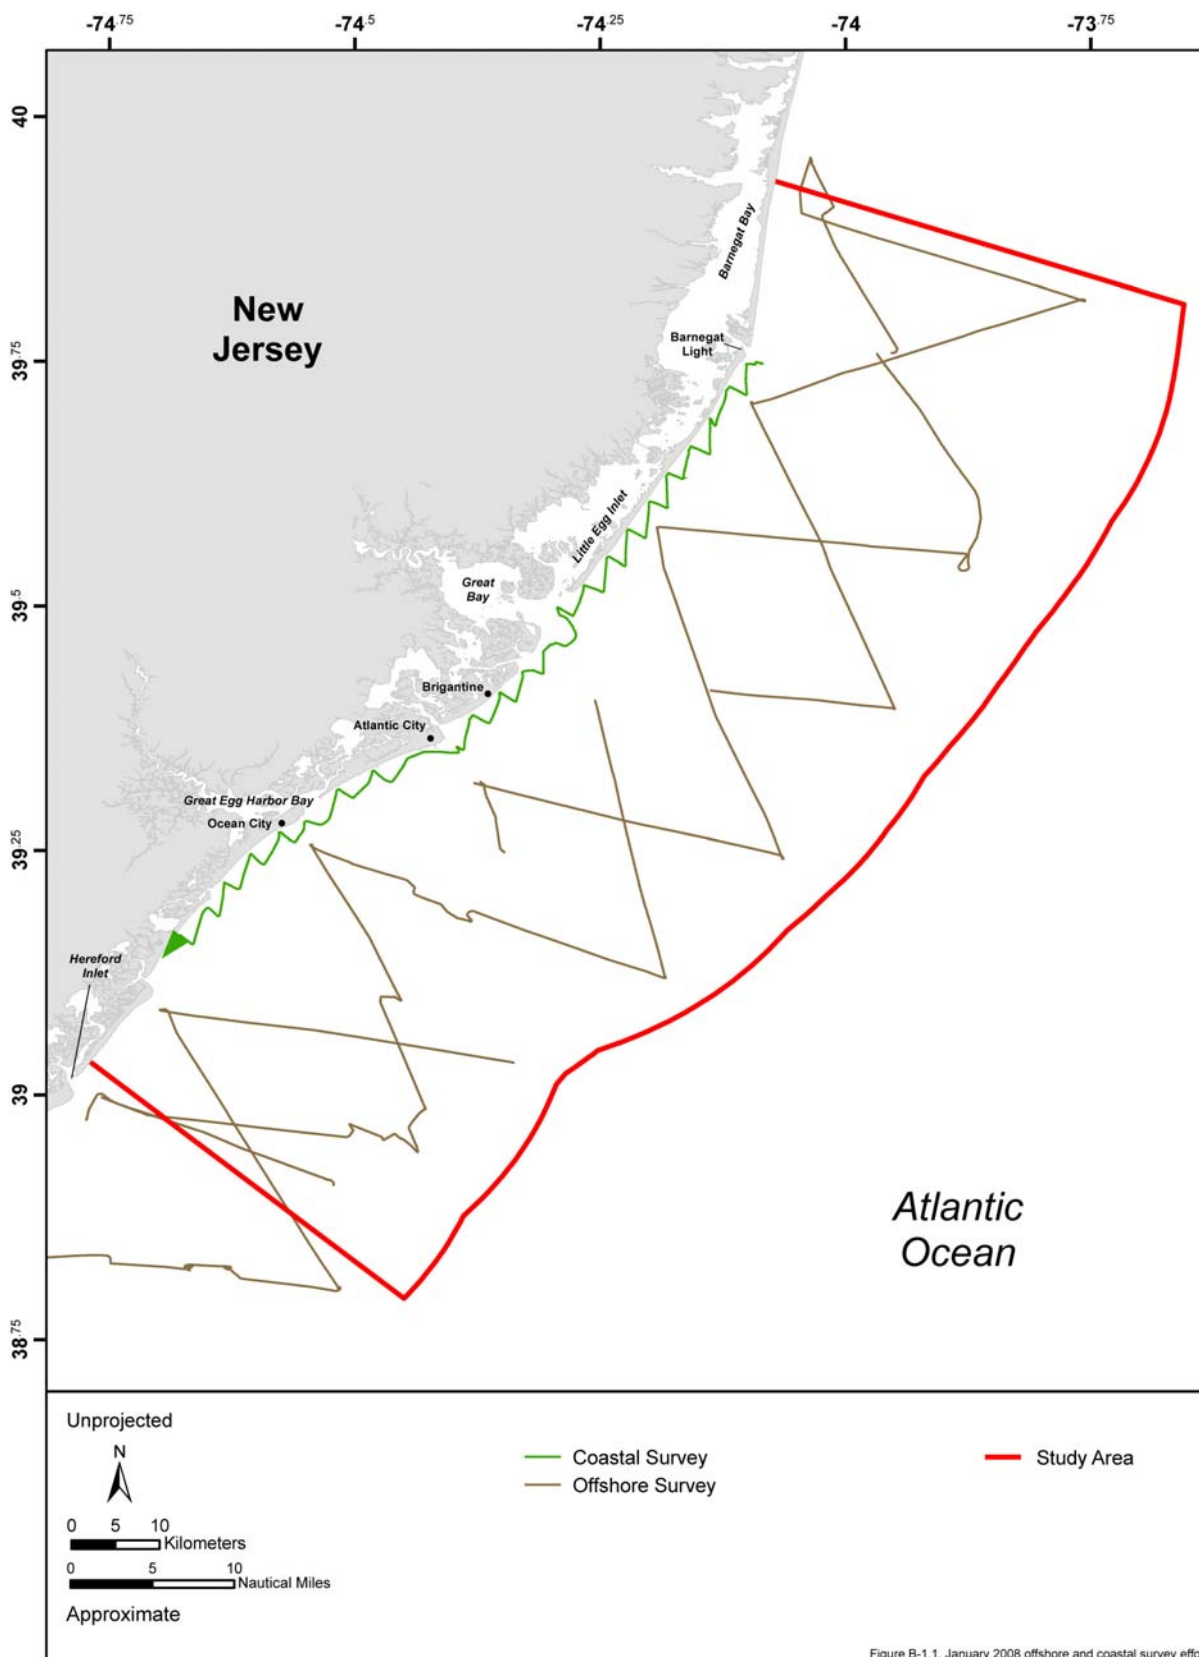 -74.75 -74.5 -74.25 -74 -73.75
40
39.75
39.5
39.25
39
38.75
New
Jersey
Barnegat Bay
Barnegat
Light
Little Egg Inlet
Great
Bay
Brigantine
Atlantic City
Great Egg Harbor Bay
Ocean City
Hereford
Inlet
Atlantic
Ocean
Unprojected
N
0 5 10
Kilometers
0 5 10
Nautical Miles
Approximate
Coastal Survey
Offshore Survey
Study Area
Figure B-1.1. January 2008 offshore and coastal survey